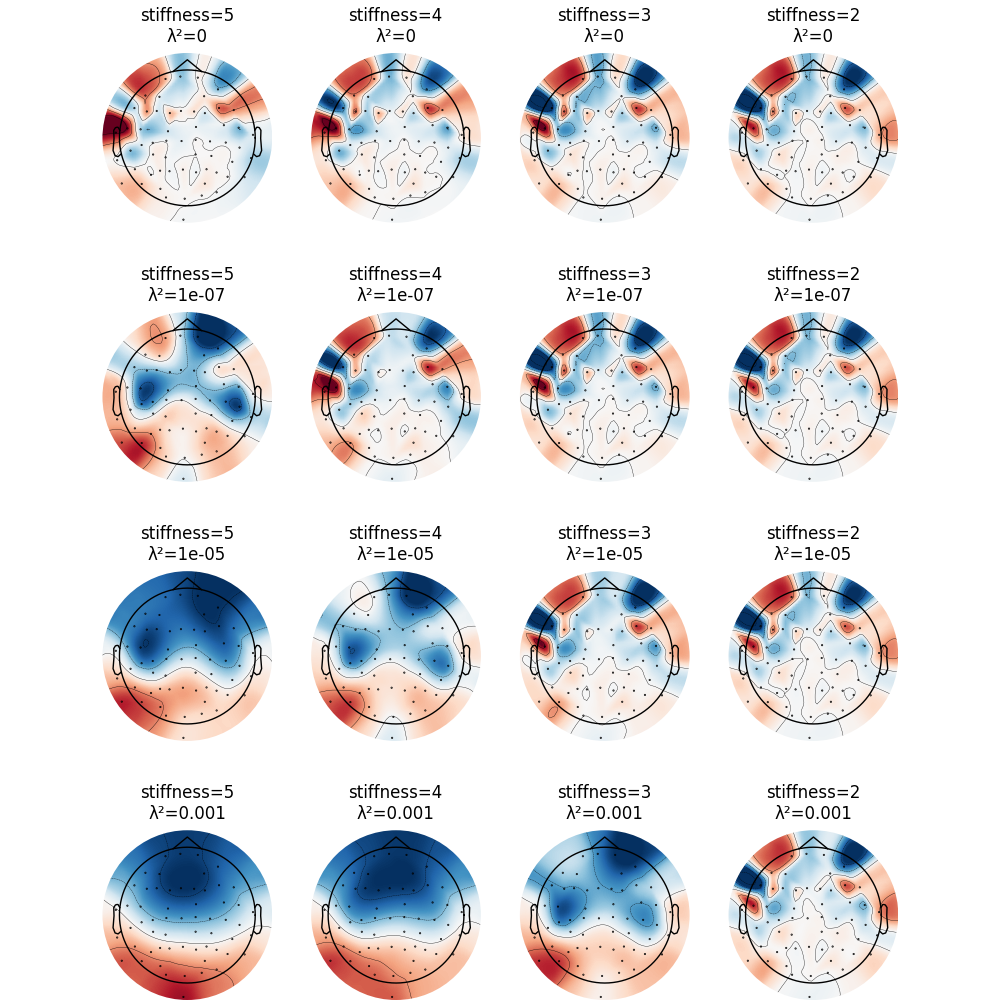 stiffness=5
λ²=0
stiffness=4
λ²=0
stiffness=3
λ²=0
stiffness=2
λ²=0
stiffness=5
λ²=1e-07
stiffness=4
λ²=1e-07
stiffness=3
λ²=1e-07
stiffness=2
λ²=1e-07
stiffness=5
λ²=1e-05
stiffness=4
λ²=1e-05
stiffness=3
λ²=1e-05
stiffness=2
λ²=1e-05
stiffness=5
λ²=0.001
stiffness=4
λ²=0.001
stiffness=3
λ²=0.001
stiffness=2
λ²=0.001